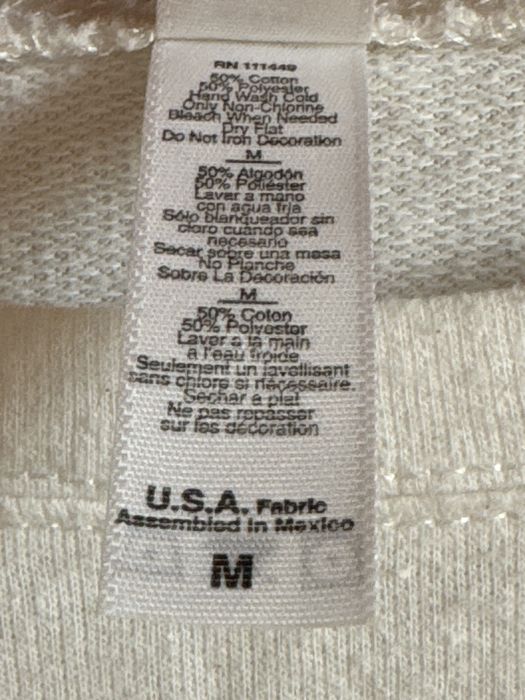 RN 111449
50% Cotton
50% Polyester
Hand Wash Cold
Only Non-Chlorine
Bleach When Needed
Dry Flat
Do Not Iron Decoration
M
50% Algodón
50% Poliéster
Lavar a mano
con agua fria
Sólo blanqueador sin
cloro cuando sea
necesario
Secar sobre una mesa
No Planche
Sobre La Decoración
M
50% Coton
50% Polyester
Laver a la main
a l'eau froide
Seulement un javellisant
sans chlore si nécessaire.
Sechar a plat
Ne pas repasser
sur les décoration
U.S.A. Fabric
Assembled in Mexico
M